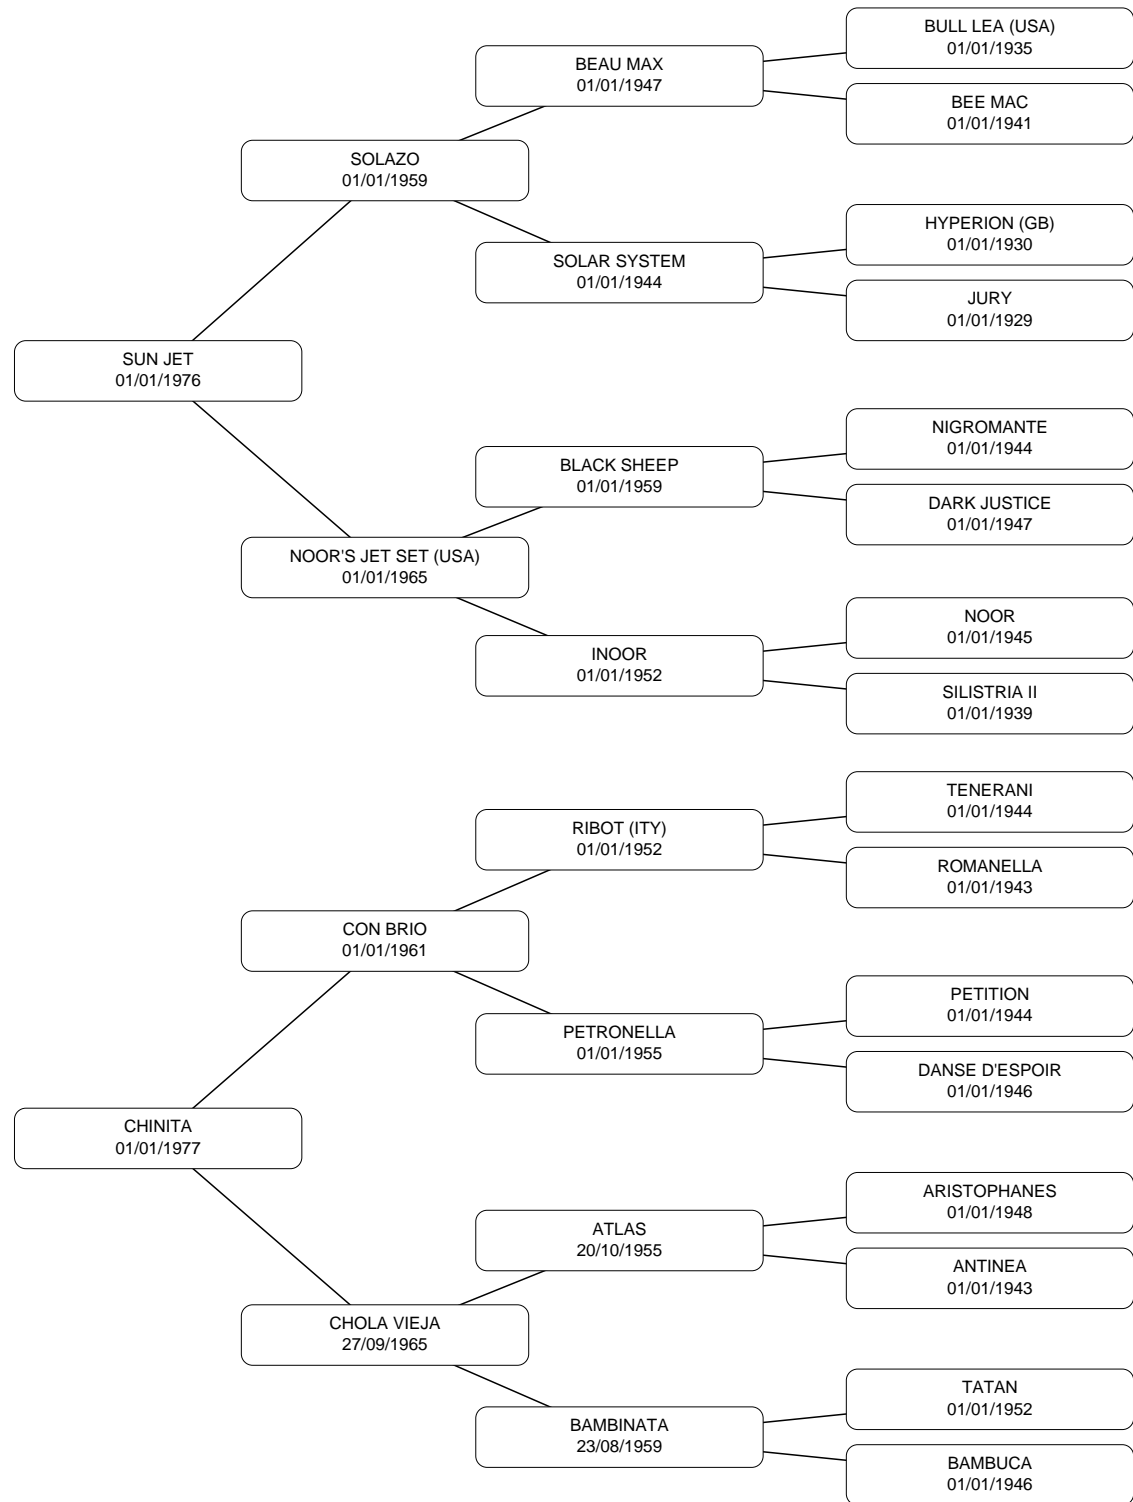 BULL LEA (USA)
01/01/1935
BEAU MAX
01/01/1947
BEE MAC
01/01/1941
SOLAZO
01/01/1959
HYPERION (GB)
01/01/1930
SOLAR SYSTEM
01/01/1944
JURY
01/01/1929
SUN JET
01/01/1976
NIGROMANTE
01/01/1944
BLACK SHEEP
01/01/1959
DARK JUSTICE
01/01/1947
NOOR'S JET SET (USA)
01/01/1965
NOOR
01/01/1945
INOOR
01/01/1952
SILISTRIA II
01/01/1939
TENERANI
01/01/1944
RIBOT (ITY)
01/01/1952
ROMANELLA
01/01/1943
CON BRIO
01/01/1961
PETITION
01/01/1944
PETRONELLA
01/01/1955
DANSE D'ESPOIR
01/01/1946
CHINITA
01/01/1977
ARISTOPHANES
01/01/1948
ATLAS
20/10/1955
ANTINEA
01/01/1943
CHOLA VIEJA
27/09/1965
TATAN
01/01/1952
BAMBINATA
23/08/1959
BAMBUCA
01/01/1946